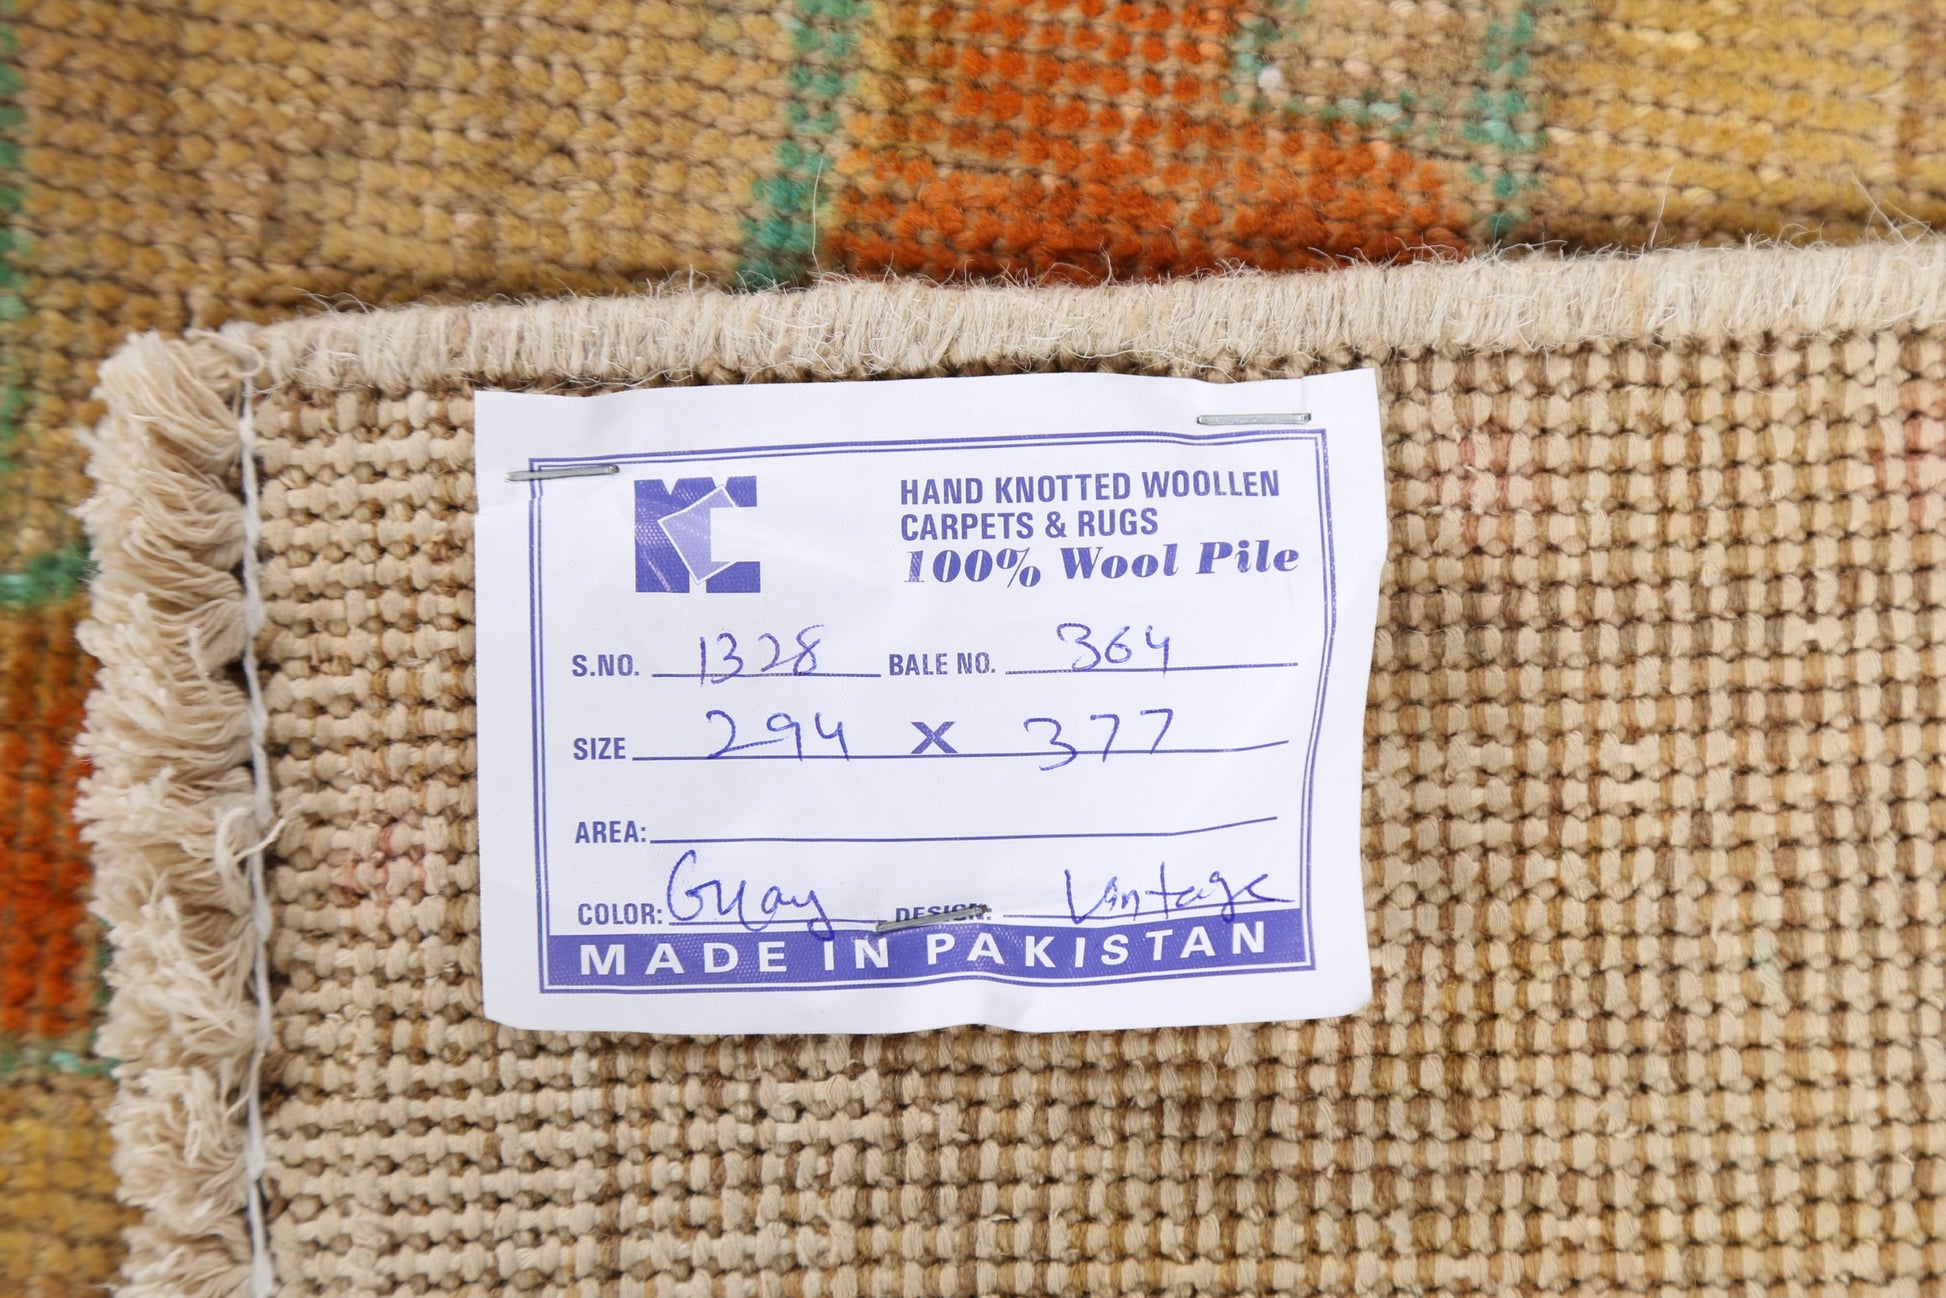 HAND KNOTTED WOOLLEN
CARPETS & RUGS
100% Wool Pile
S.NO. 1328 BALE NO. 364
SIZE 294 X 377
AREA:
COLOR: Gray DESIGN: Vintage
MADE IN PAKISTAN